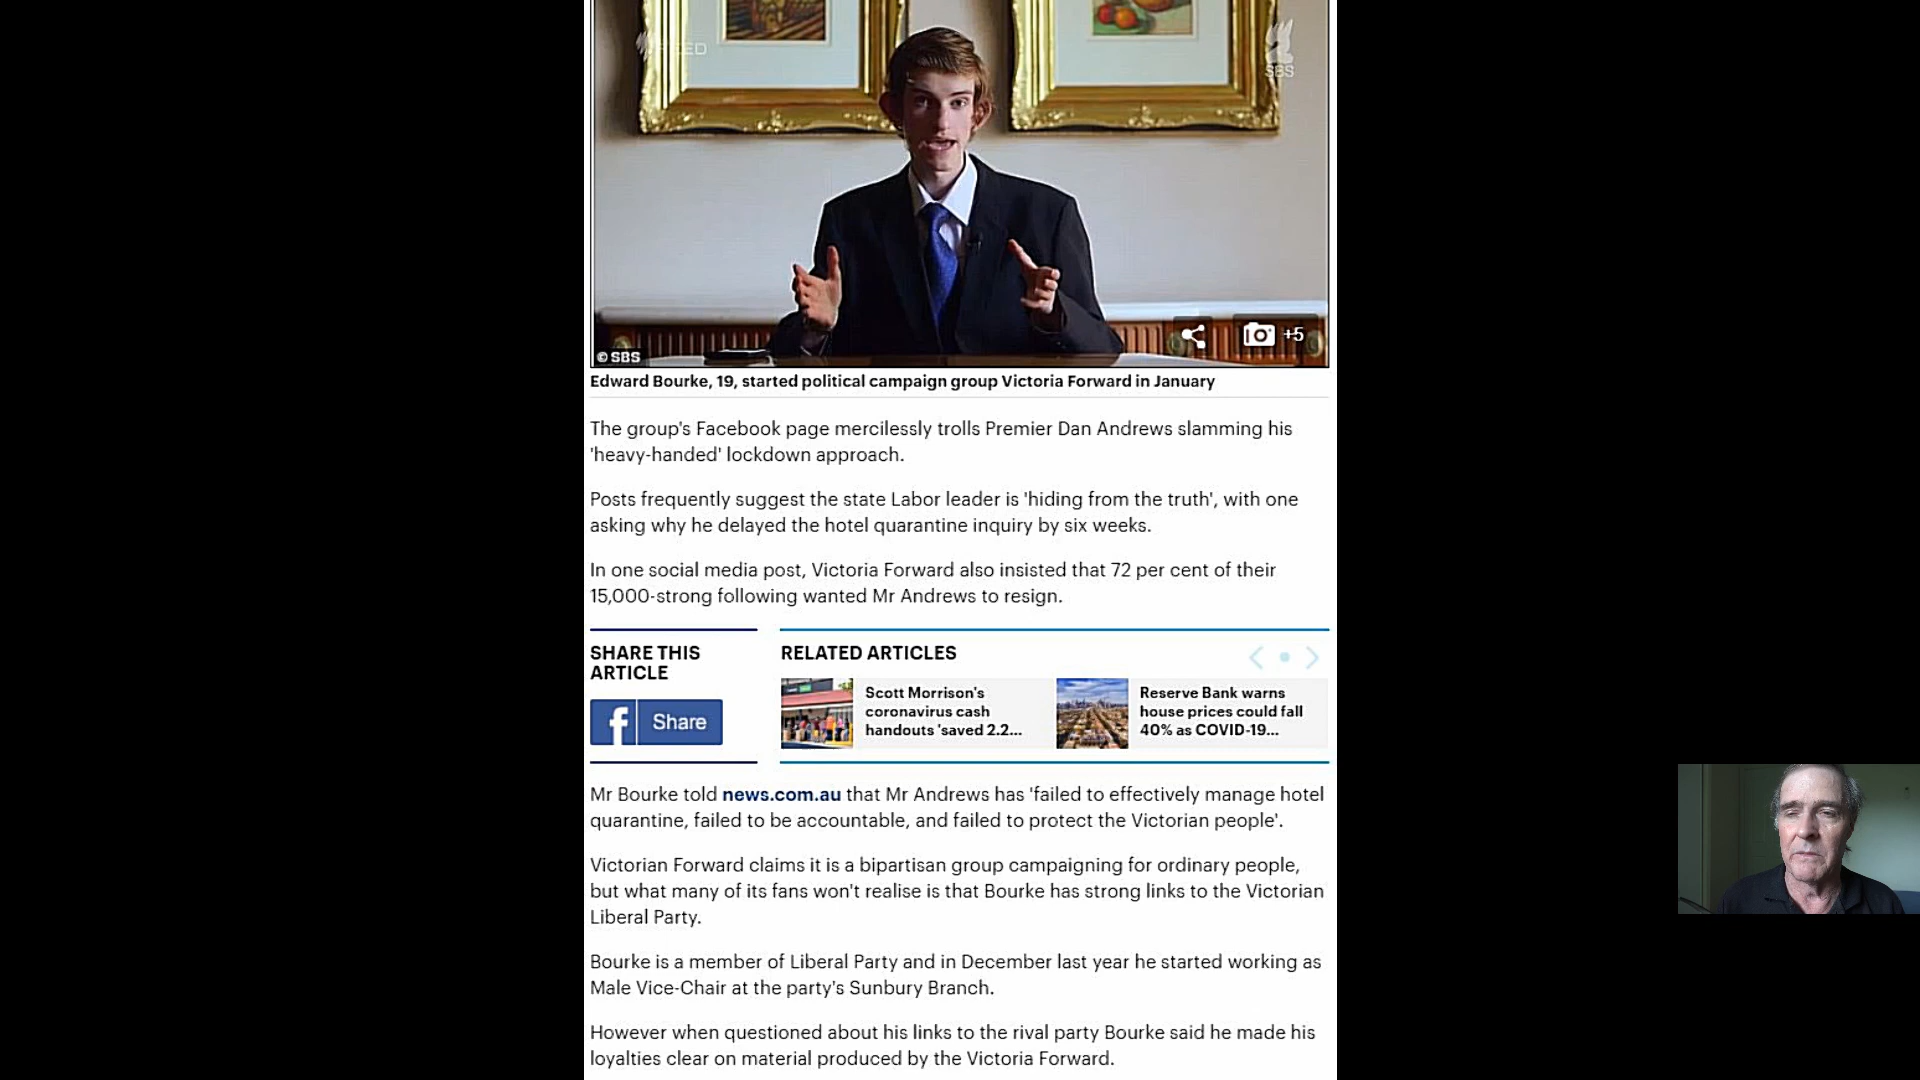 FEED
SBS
+5
© SBS
Edward Bourke, 19, started political campaign group Victoria Forward in January
The group's Facebook page mercilessly trolls Premier Dan Andrews slamming his
'heavy-handed' lockdown approach.
Posts frequently suggest the state Labor leader is 'hiding from the truth', with one
asking why he delayed the hotel quarantine inquiry by six weeks.
In one social media post, Victoria Forward also insisted that 72 per cent of their
15,000-strong following wanted Mr Andrews to resign.
SHARE THIS
ARTICLE
f Share
RELATED ARTICLES
Scott Morrison's
coronavirus cash
handouts 'saved 2.2...
Reserve Bank warns
house prices could fall
40% as COVID-19...
Mr Bourke told news.com.au that Mr Andrews has 'failed to effectively manage hotel
quarantine, failed to be accountable, and failed to protect the Victorian people'.
Victorian Forward claims it is a bipartisan group campaigning for ordinary people,
but what many of its fans won't realise is that Bourke has strong links to the Victorian
Liberal Party.
Bourke is a member of Liberal Party and in December last year he started working as
Male Vice-Chair at the party's Sunbury Branch.
However when questioned about his links to the rival party Bourke said he made his
loyalties clear on material produced by the Victoria Forward.